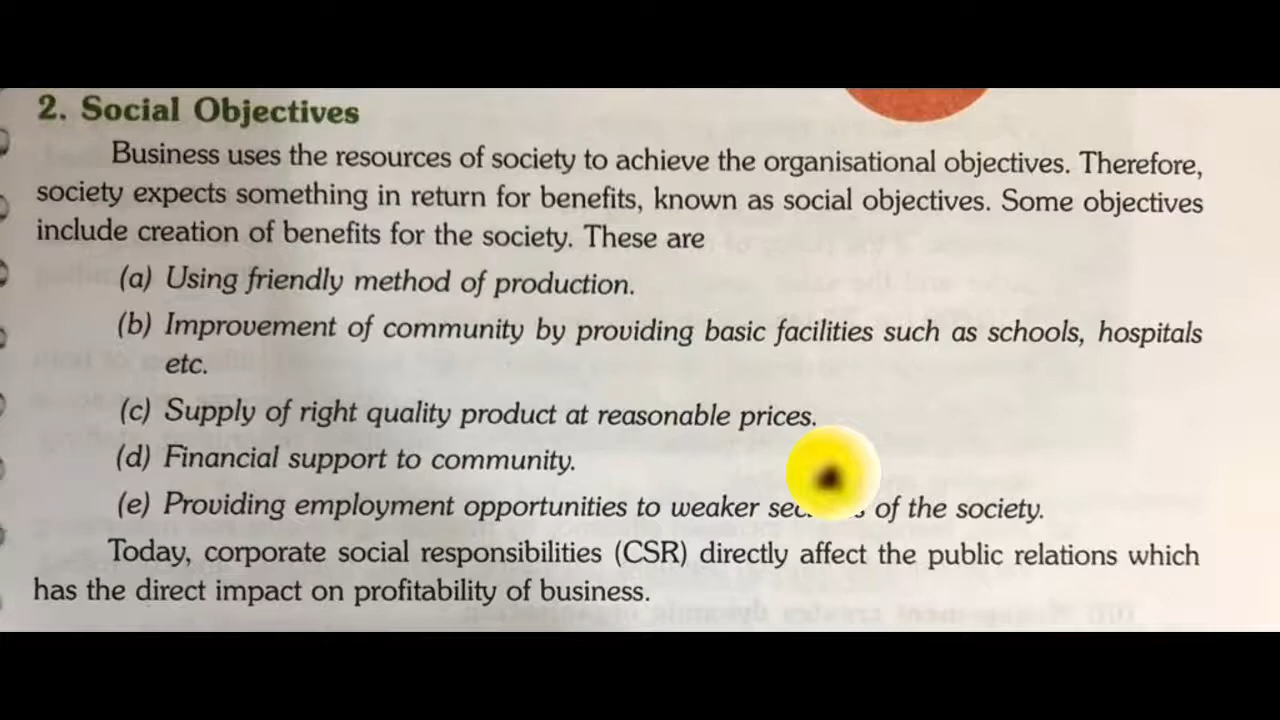 2. Social Objectives
Business uses the resources of society to achieve the organisational objectives. Therefore,
society expects something in return for benefits, known as social objectives. Some objectives
include creation of benefits for the society. These are
(a) Using friendly method of production.
(b) Improvement of community by providing basic facilities such as schools, hospitals
etc.
(c) Supply of right quality product at reasonable prices.
(d) Financial support to community.
(e) Providing employment opportunities to weaker of the society.
Today, corporate social responsibilities (CSR) directly affect the public relations which
has the direct impact on profitability of business.